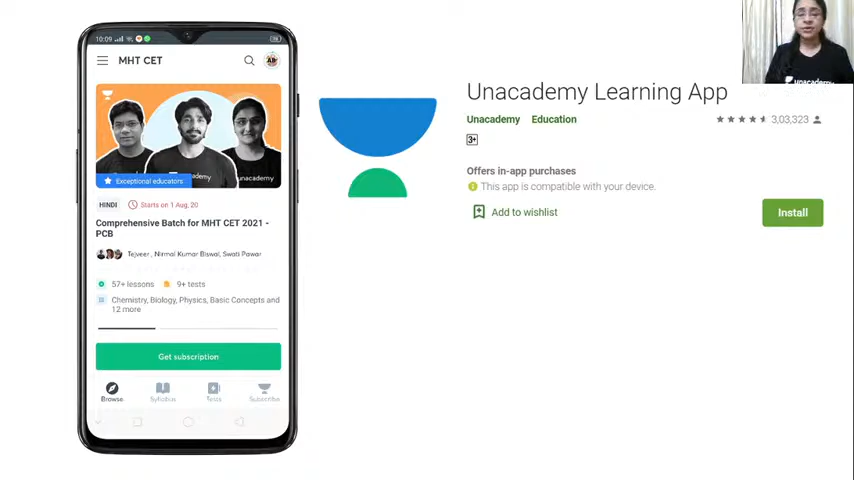 10:09
MHT CET
unacademy
unacademy
Exceptional educators
HINDI
Starts on 1 Aug, 20
Comprehensive Batch for MHT CET 2021 -
PCB
Tejveer , Nirmal Kumar Biswal, Swati Pawar
57+ lessons
9+ tests
Chemistry, Biology, Physics, Basic Concepts and
12 more
Get subscription
Browse
Syllabus
Tests
Subscribe
Unacademy Learning App
Unacademy
Education
3,03,323
3+
Offers in-app purchases
This app is compatible with your device.
Add to wishlist
Install
unacademy